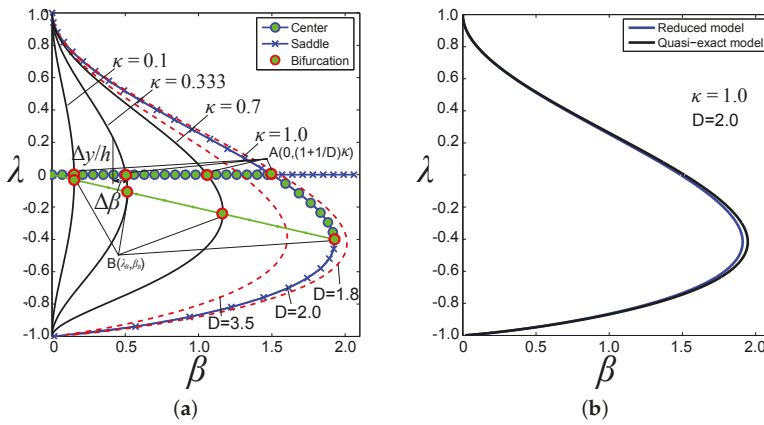 1.0
0.8
0.6
0.4
0.2
0
-0.2
-0.4
-0.6
-0.8
-1.0
λ
0
0.5
1.0
1.5
2.0
β
Center
Saddle
Bifurcation
κ = 0.1
κ = 0.333
κ = 0.7
κ = 1.0
A(0,(1+1/D)κ)
Δy/h
Δβ
B(λB,βB)
D=3.5
D=2.0
D=1.8
(a)
1.0
0.8
0.6
0.4
0.2
0
-0.2
-0.4
-0.6
-0.8
-1.0
λ
0
0.5
1.0
1.5
2.0
β
Reduced model
Quasi-exact model
κ = 1.0
D=2.0
(b)